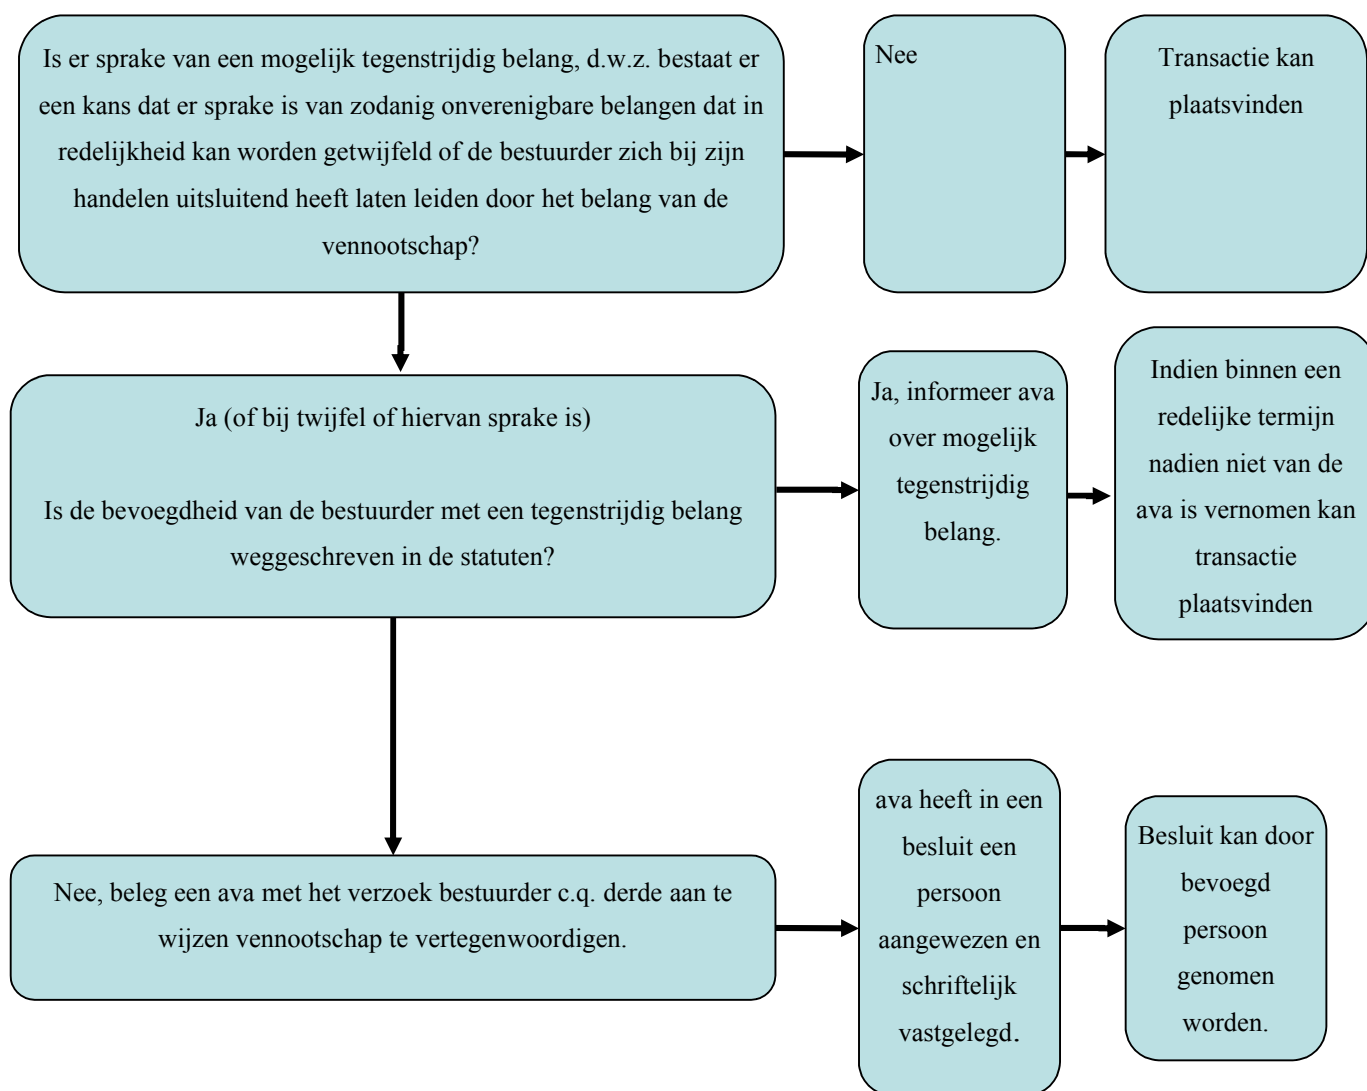 Is er sprake van een mogelijk tegenstrijdig belang, d.w.z. bestaat er
een kans dat er sprake is van zodanig onverenigbare belangen dat in
redelijkheid kan worden getwijfeld of de bestuurder zich bij zijn
handelen uitsluitend heeft laten leiden door het belang van de
vennootschap?
Nee
Transactie kan
plaatsvinden
Ja (of bij twijfel of hiervan sprake is)
Is de bevoegdheid van de bestuurder met een tegenstrijdig belang
weggeschreven in de statuten?
Ja, informeer ava
over mogelijk
tegenstrijdig
belang.
Indien binnen een
redelijke termijn
nadien niet van de
ava is vernomen kan
transactie
plaatsvinden
Nee, beleg een ava met het verzoek bestuurder c.q. derde aan te
wijzen vennootschap te vertegenwoordigen.
ava heeft in een
besluit een
persoon
aangewezen en
schriftelijk
vastgelegd.
Besluit kan door
bevoegd
persoon
genomen
worden.